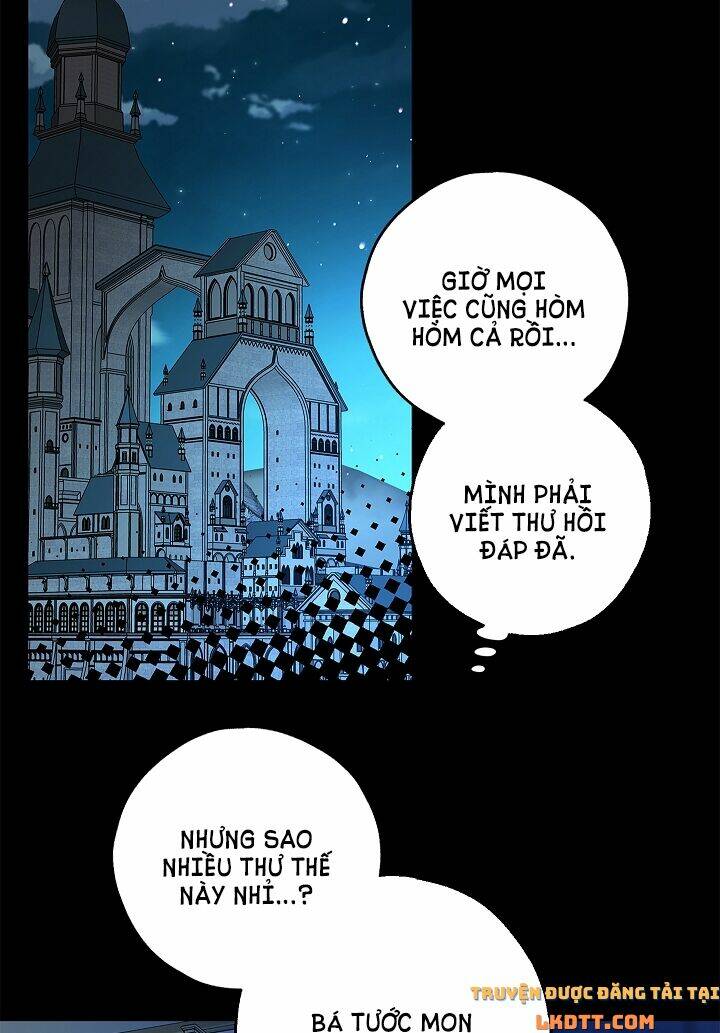 GIỜ MỌI
VIỆC CŨNG HÒM
HÒM CẢ RỒI...
MÌNH PHẢI
VIẾT THƯ HỒI
ĐÁP ĐÃ.
NHƯNG SAO
NHIỀU THƯ THẾ
NÀY NHỈ...?
BÁ TƯỚC MON
TRUYỆN ĐƯỢC ĐĂNG TẢI TẠI
LKDTT.COM